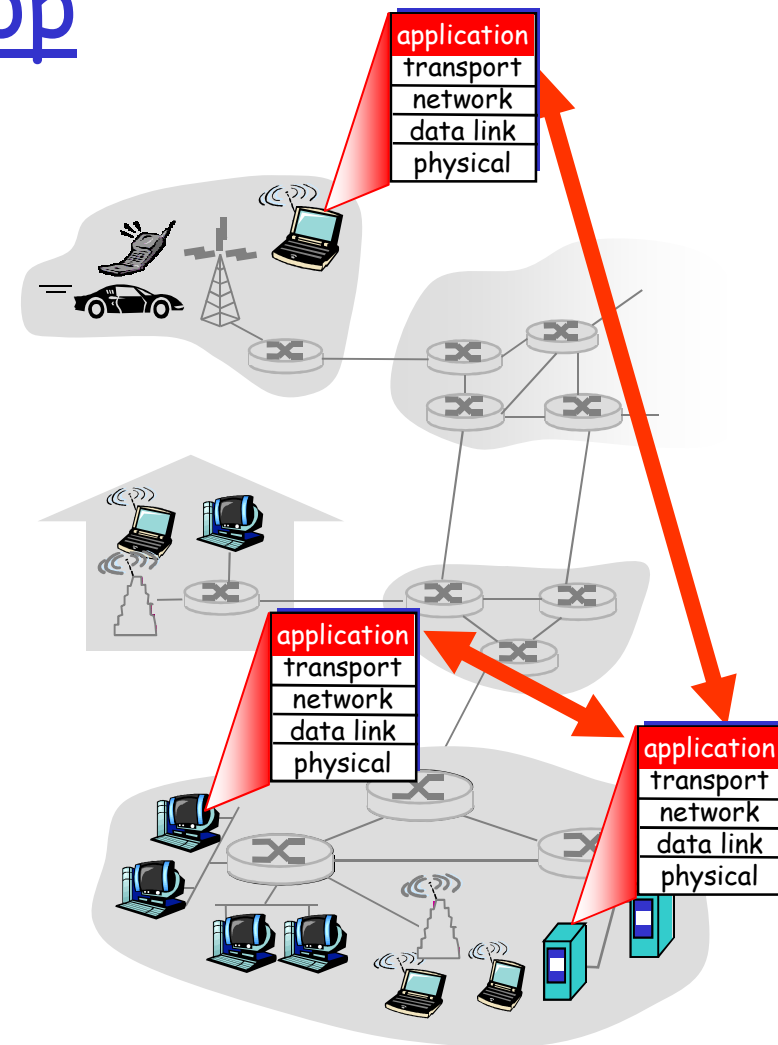 application
transport
network
data link
physical
application
transport
network
data link
physical
application
transport
network
data link
physical